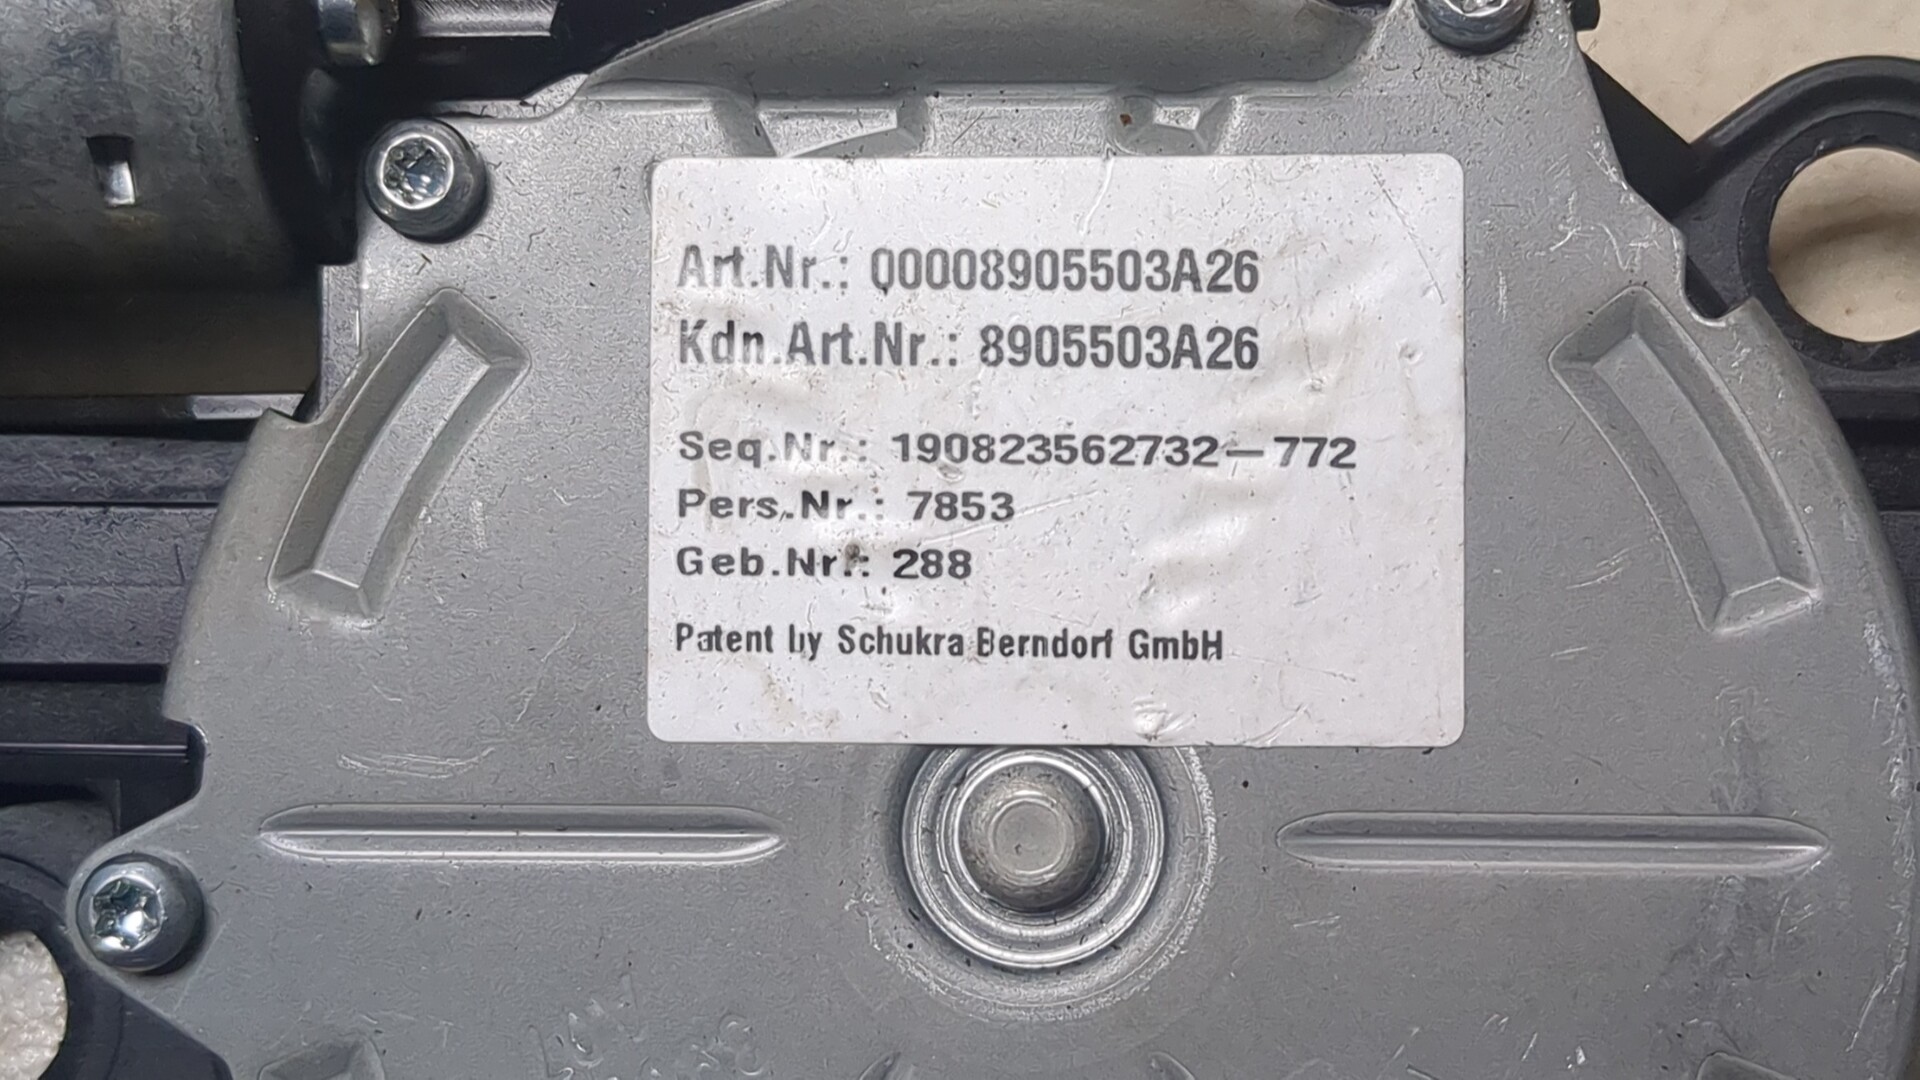 Art.Nr.: 00008905503A26
Kdn.Art.Nr.: 8905503A26
Seq.Nr.: 190823562732-772
Pers.Nr.: 7853
Geb.Nr.: 288
Patent by Schukra Berndorf GmbH